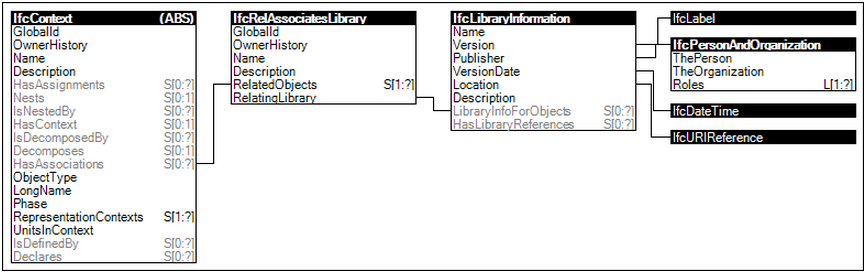 IfcContext (ABS)
GlobalId
OwnerHistory
Name
Description
HasAssignments S[0:?]
Nests S[0:1]
IsNestedBy S[0:?]
HasContext S[0:1]
IsDecomposedBy S[0:?]
Decomposes S[0:1]
HasAssociations S[0:?]
ObjectType
LongName
Phase
RepresentationContexts S[1:?]
UnitsInContext
IsDefinedBy S[0:?]
Declares S[0:?]
IfcRelAssociatesLibrary
GlobalId
OwnerHistory
Name
Description
RelatedObjects S[1:?]
RelatingLibrary
IfcLibraryInformation
Name
Version
Publisher
VersionDate
Location
Description
LibraryInfoForObjects S[0:?]
HasLibraryReferences S[0:?]
IfcLabel
IfcPersonAndOrganization
ThePerson
TheOrganization
Roles L[1:?]
IfcDateTime
IfcURIReference